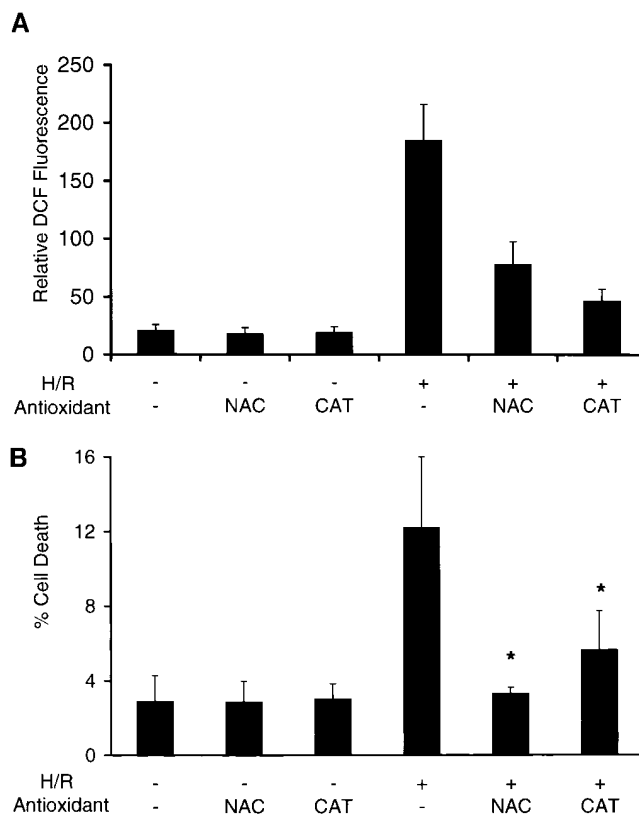 A
250
200
150
100
50
0
Relative DCF Fluorescence
H/R - - - + + +
Antioxidant - NAC CAT - NAC CAT
B
16
12
8
4
0
% Cell Death
* *
H/R - - - + + +
Antioxidant - NAC CAT - NAC CAT